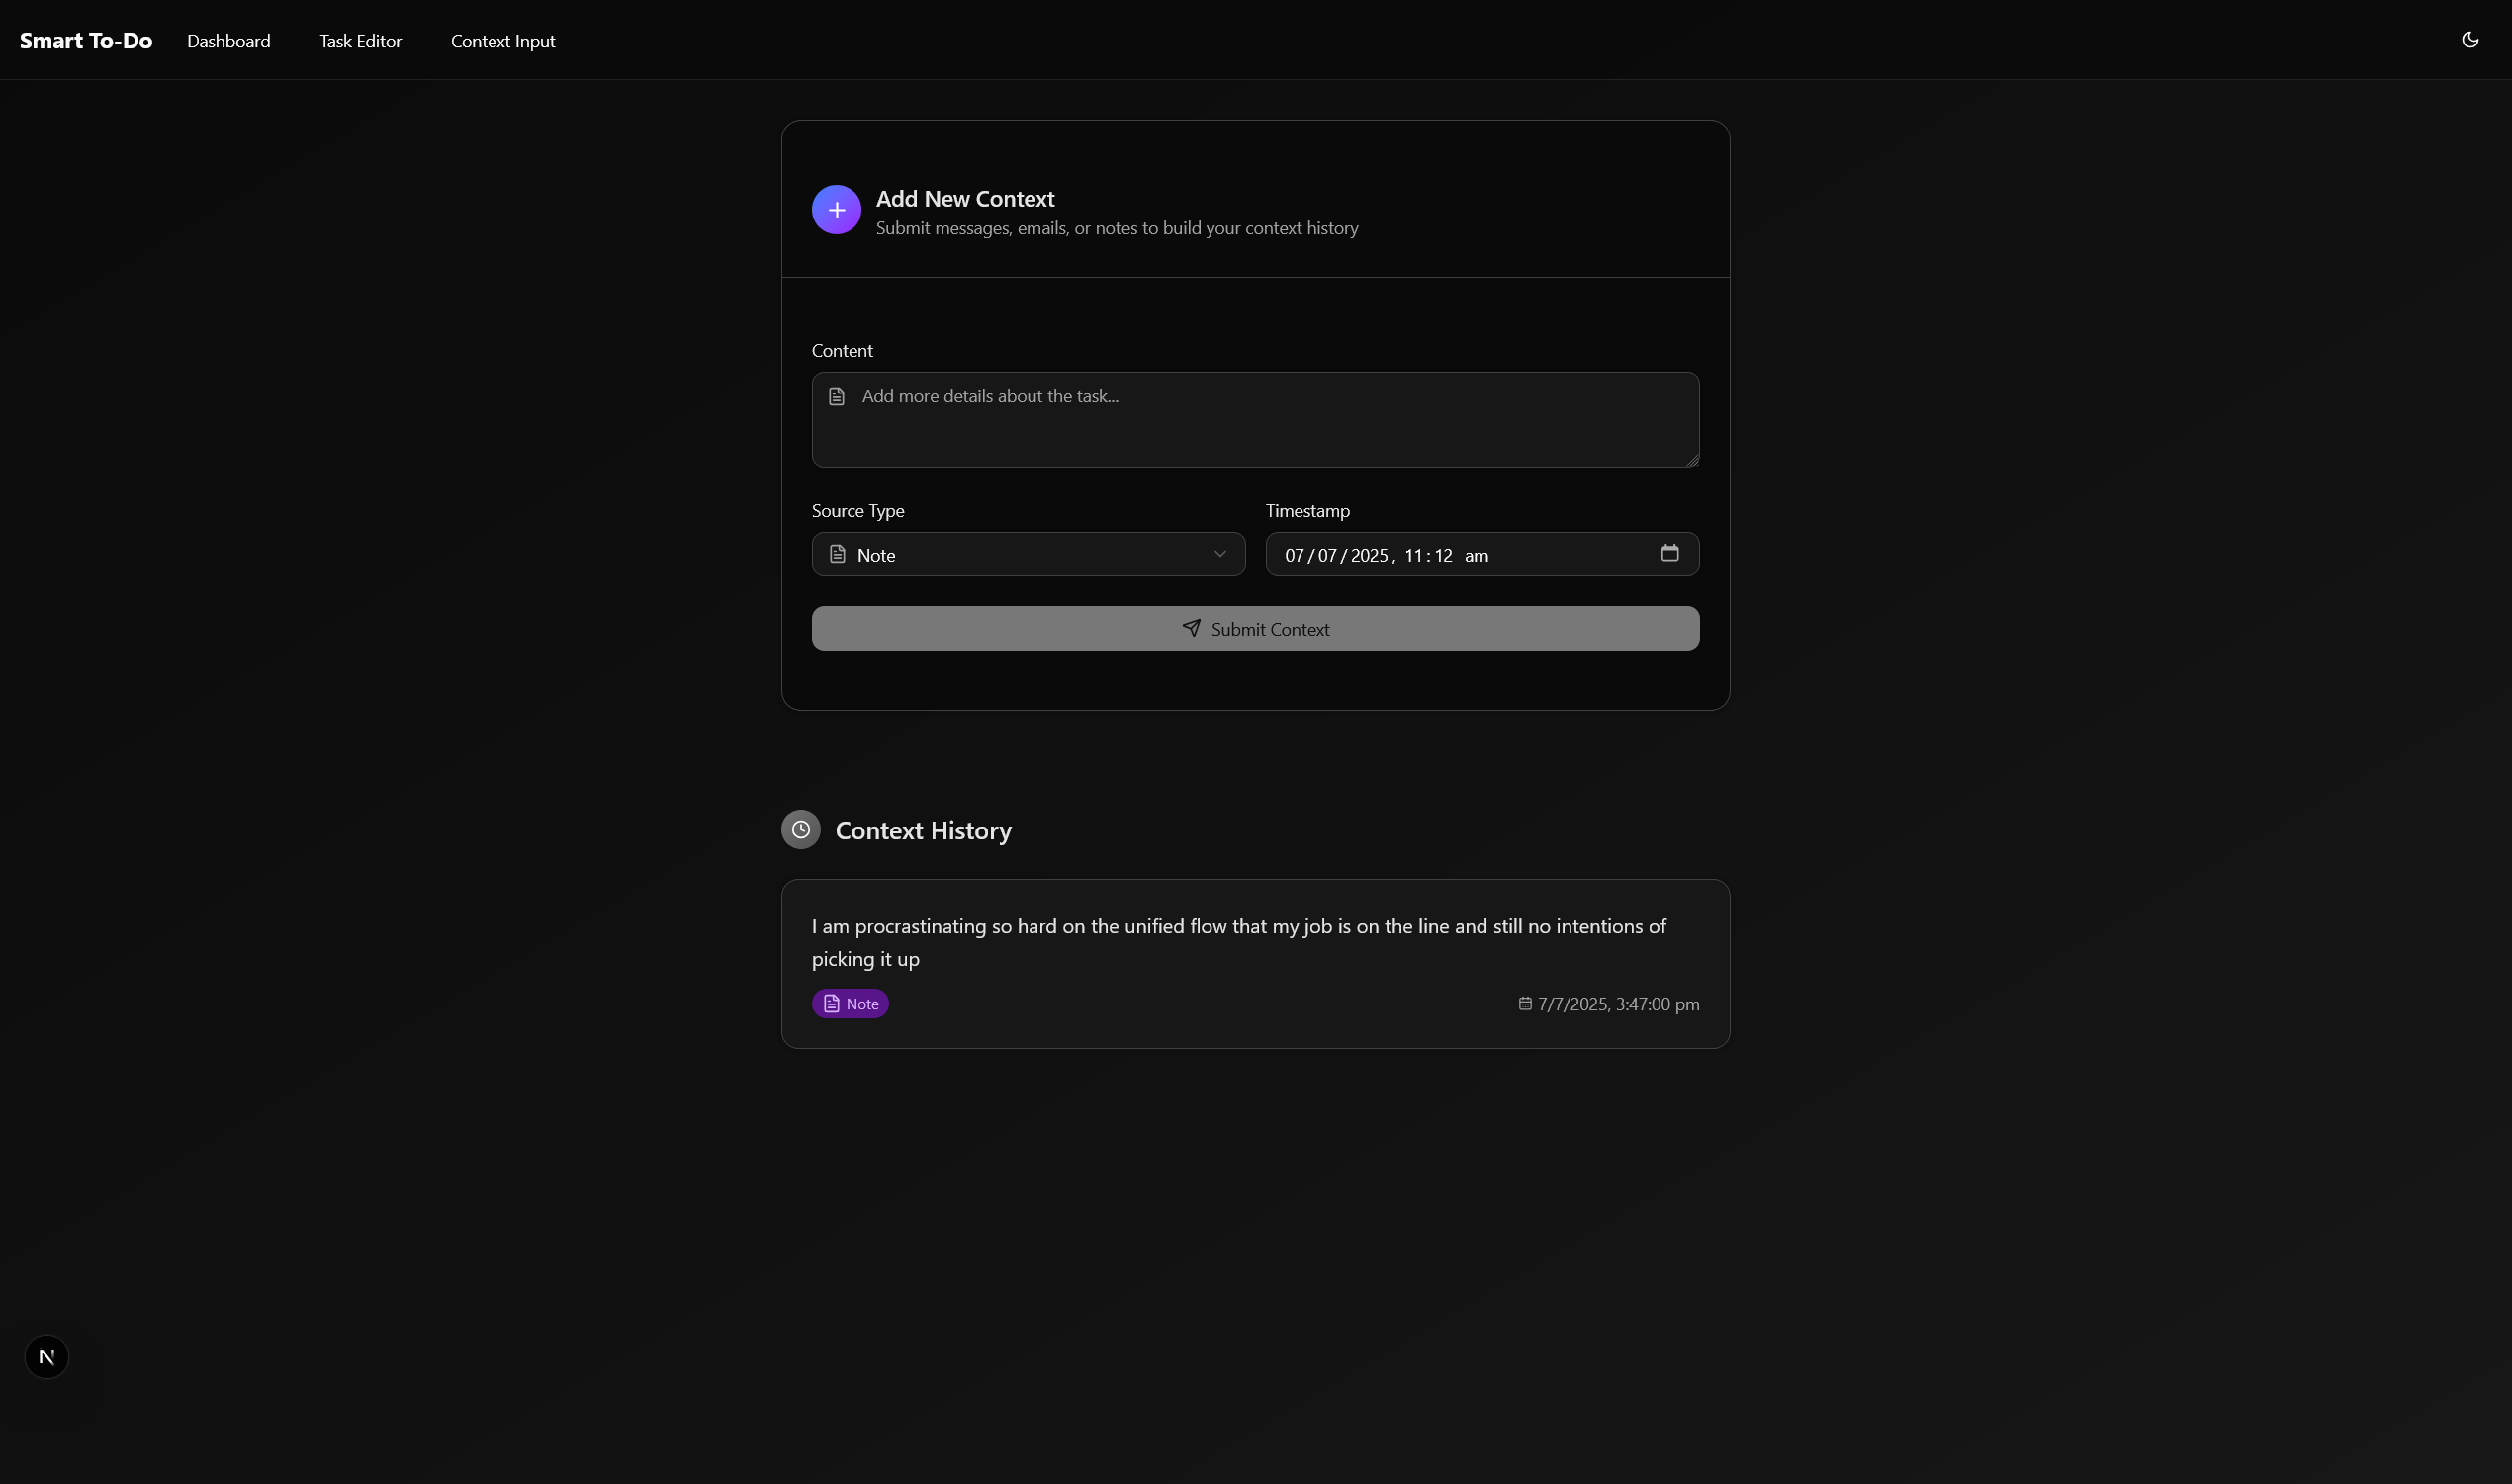 Smart To-Do Dashboard Task Editor Context Input
Add New Context
Submit messages, emails, or notes to build your context history
Content
Add more details about the task...
Source Type
Note
Timestamp
07/07/2025, 11:12 am
Submit Context
Context History
I am procrastinating so hard on the unified flow that my job is on the line and still no intentions of
picking it up
Note
7/7/2025, 3:47:00 pm
N